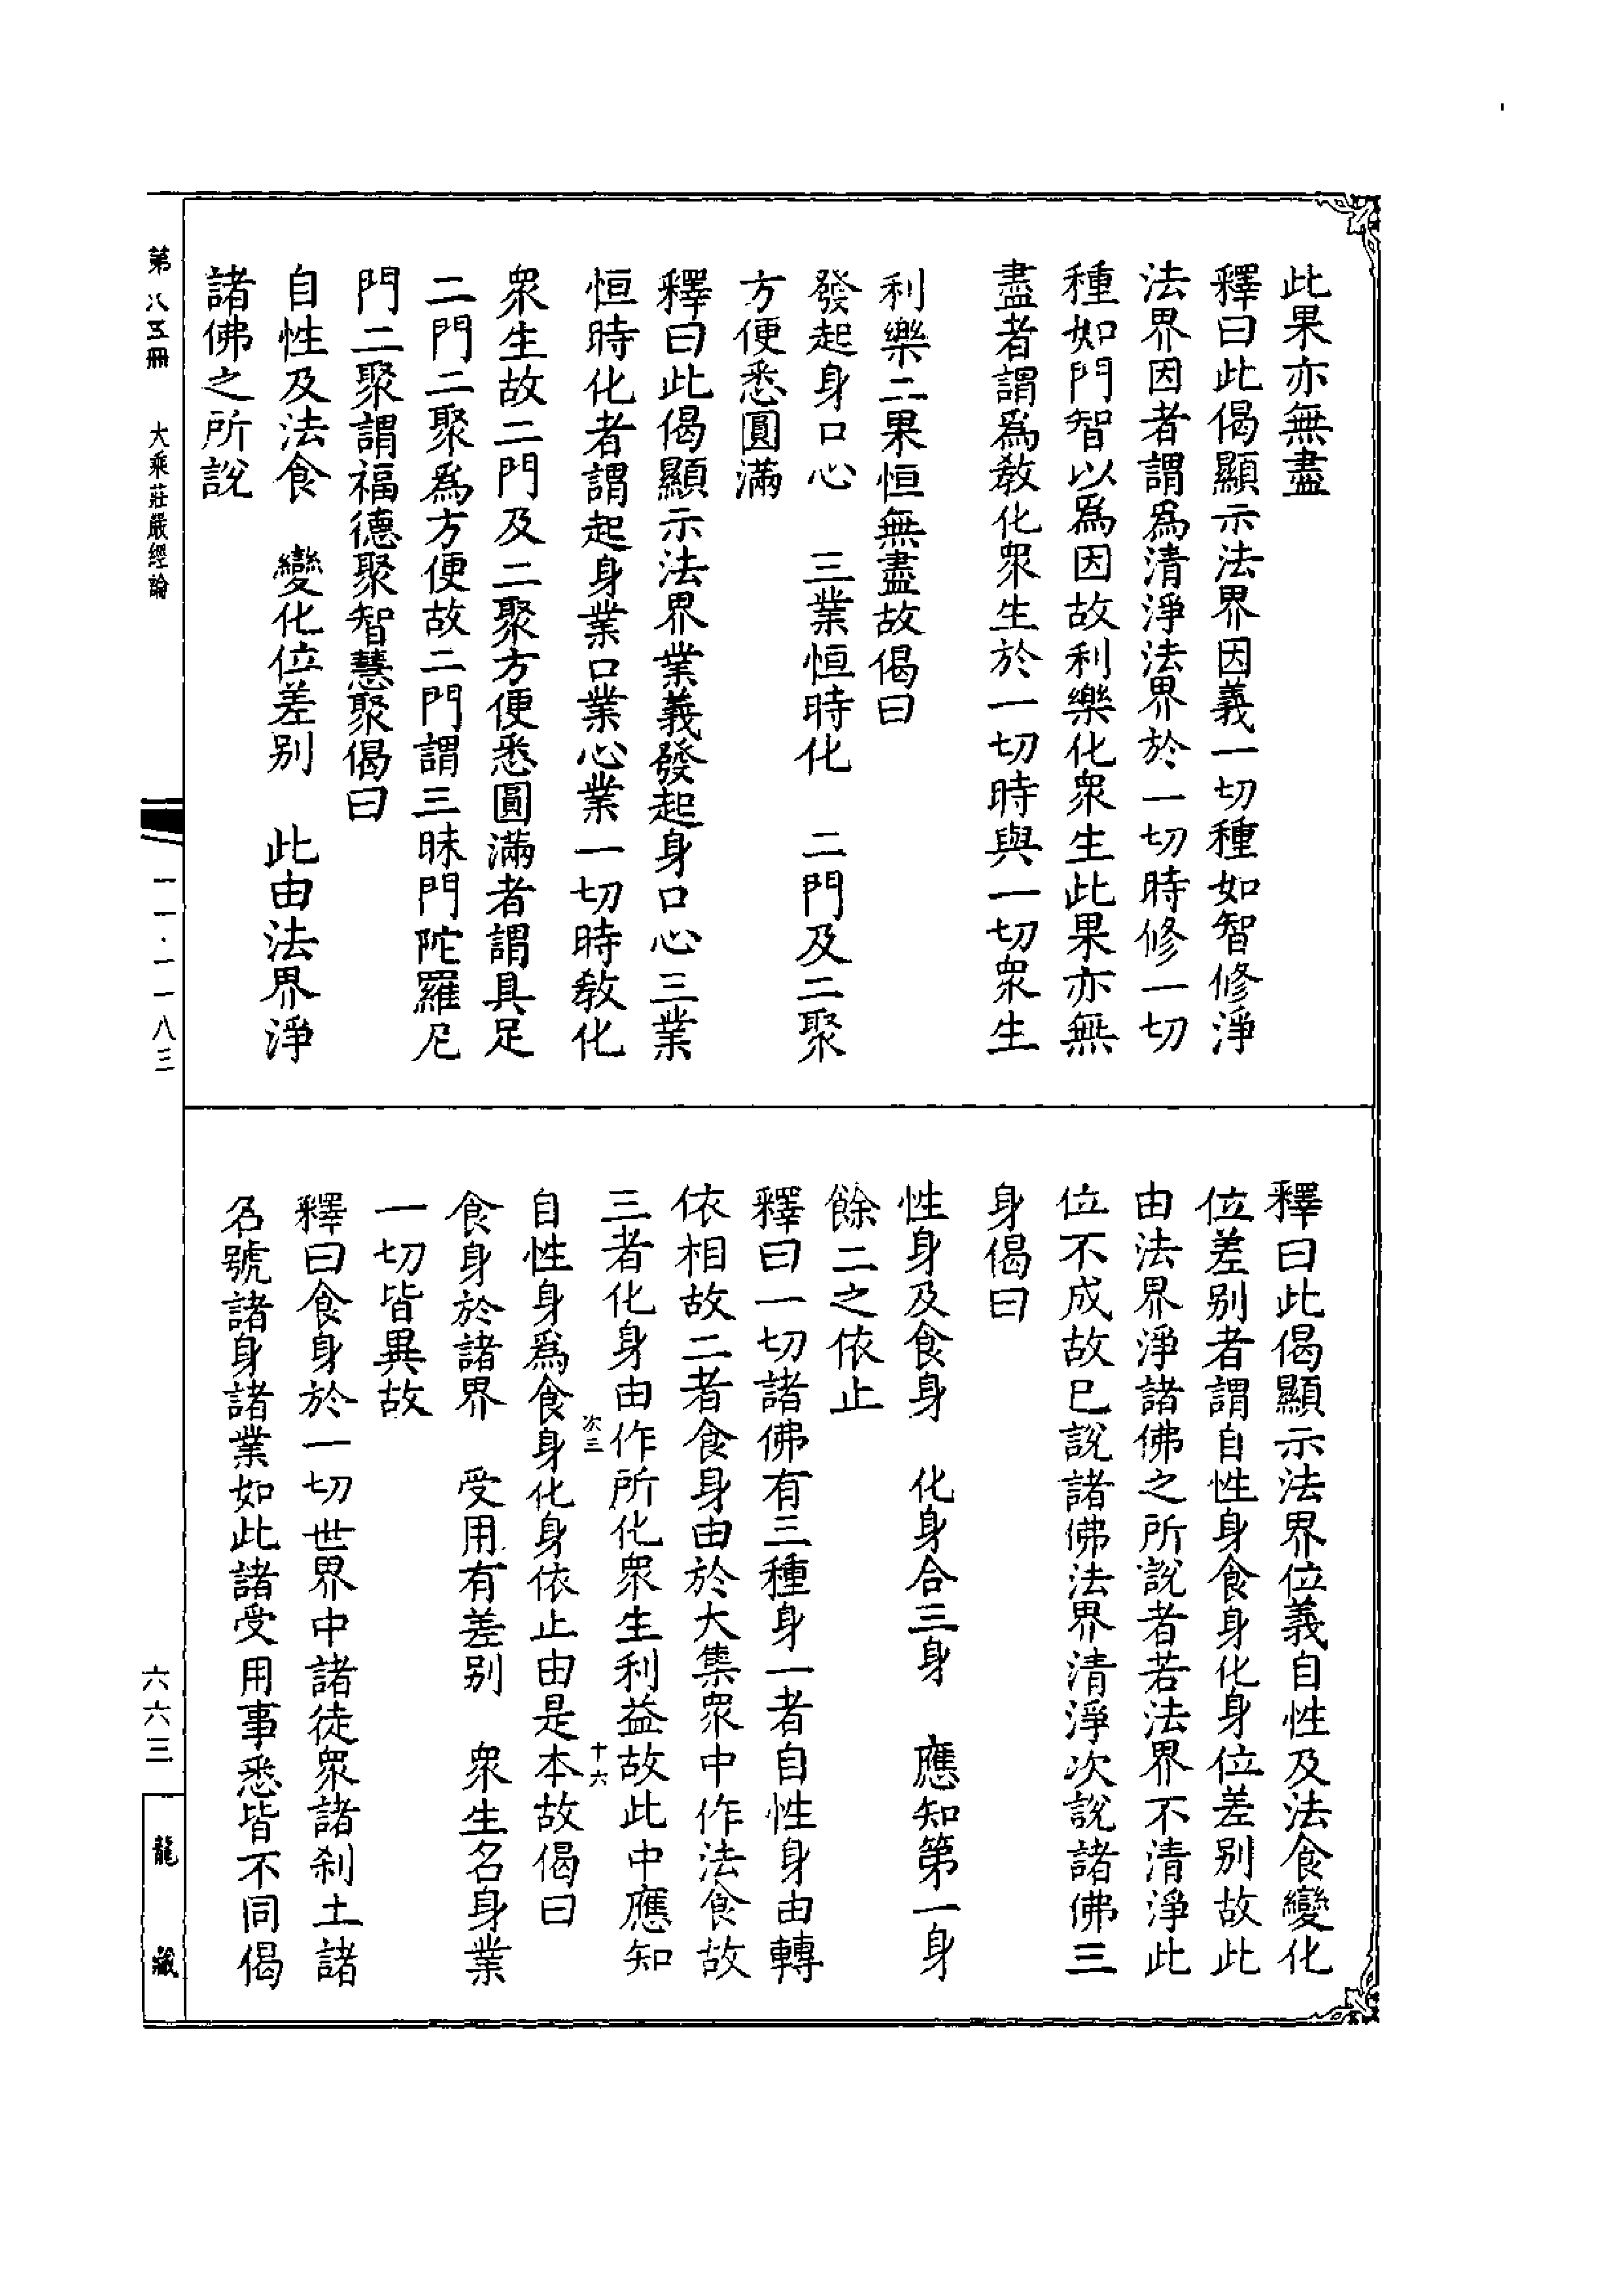 此果亦無盡
釋曰此偈顯示法界因義一切種如智修淨
法界因者謂爲清淨法界於一切時修一切
種如門智以爲因故利樂化衆生此果亦無
盡者謂爲敎化衆生於一切時與一切衆生
利樂二果恒無盡故偈曰
發起身口心　三業恒時化　二門及二聚
方便悉圓滿
釋曰此偈顯示法界業義發起身口心三業
恒時化者謂起身業口業心業一切時敎化
衆生故二門及二聚方便悉圓滿者謂具足
二門二聚爲方便故二門謂三昧門陀羅尼
門二聚謂福德聚智慧聚偈曰
自性及法食　變化位差別　此由法界淨
諸佛之所說
釋曰此偈顯示法界位義自性及法食變化
位差別者謂自性身食身化身位差別故此
由法界淨諸佛之所說者若法界不清淨此
位不成故已說諸佛法界清淨次說諸佛三
身偈曰
性身及食身　化身合三身　應知第一身
餘二之依止
釋曰一切諸佛有三種身一者自性身由轉
依相故二者食身由於大集衆中作法食故
三者化身由作所化衆生利益故此中應知
次三　十六
自性身爲食身化身依止由是本故偈曰
食身於諸界　受用有差別　衆生名身業
一切皆異故
釋曰食身於一切世界中諸徒衆諸刹土諸
名號諸身諸業如此諸受用事悉皆不同偈
第八五冊　大乘莊嚴經論
一一·一一八三
六六三
龍藏